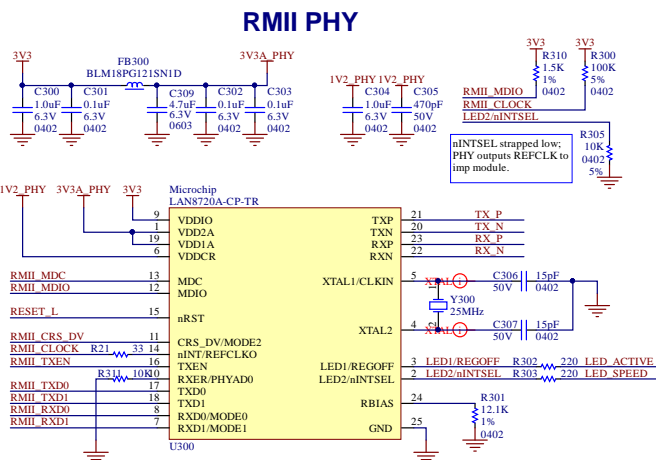 RMII PHY
3V3
FB300
BLM18PG121SN1D
3V3A_PHY
C300
1.0uF
6.3V
0402
C301
0.1uF
6.3V
0402
C309
4.7uF
6.3V
0603
C302
0.1uF
6.3V
0402
C303
0.1uF
6.3V
0402
1V2_PHY 1V2_PHY
C304
1.0uF
6.3V
0402
C305
470pF
50V
0402
3V3
R310
1.5K
1%
0402
3V3
R300
100K
5%
0402
RMII_MDIO
RMII_CLOCK
LED2/nINTSEL
R305
10K
0402
5%
nINTSEL strapped low;
PHY outputs REFCLK to
imp module.
1V2_PHY 3V3A_PHY 3V3
Microchip
LAN8720A-CP-TR
9 VDDIO
1 VDD2A
19 VDD1A
6 VDDCR
RMII_MDC 13 MDC
RMII_MDIO 12 MDIO
RESET_L 15 nRST
RMII_CRS_DV 11 CRS_DV/MODE2
RMII_CLOCK R21 33 14 nINT/REFCLKO
RMII_TXEN 16 TXEN
R311 10K 10 RXER/PHYAD0
RMII_TXD0 17 TXD0
RMII_TXD1 18 TXD1
RMII_RXD0 8 RXD0/MODE0
RMII_RXD1 7 RXD1/MODE1
U300
TXP 21 TX_P
TXN 20 TX_N
RXP 23 RX_P
RXN 22 RX_N
XTAL1/CLKIN 5
C306 15pF
50V 0402
1
Y300
25MHz
2
XTAL2 4
C307 15pF
50V 0402
LED1/REGOFF 3 LED1/REGOFF R302 220 LED_ACTIVE
LED2/nINTSEL 2 LED2/nINTSEL R303 220 LED_SPEED
RBIAS 24
R301
12.1K
1%
0402
GND 25